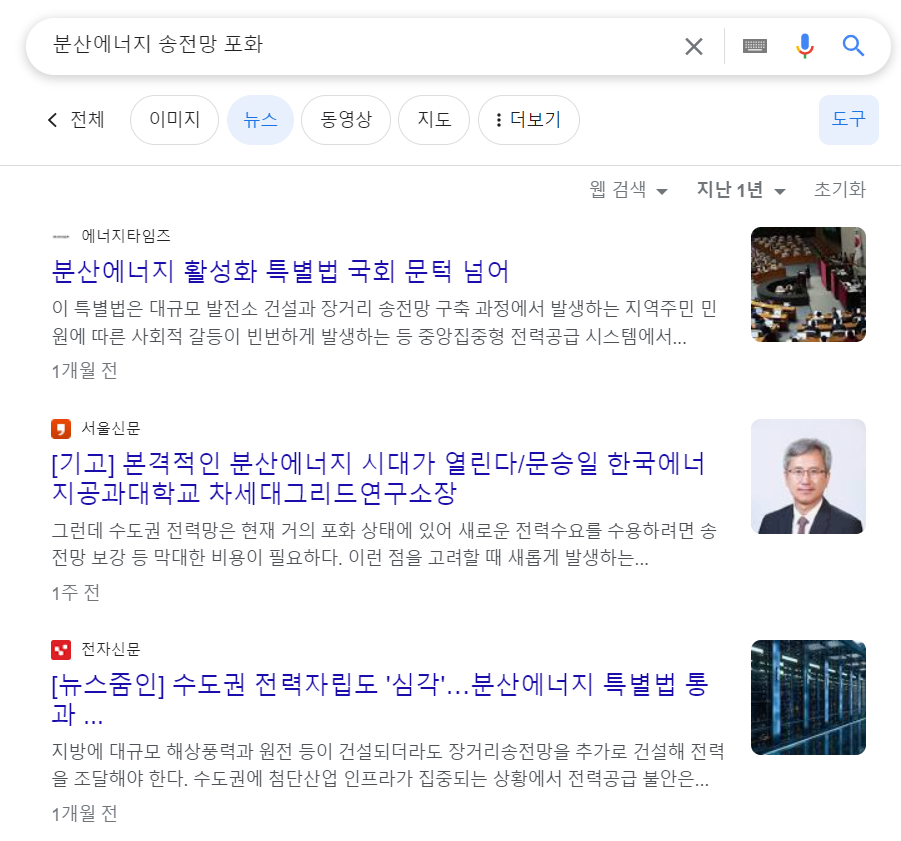 분산에너지 송전망 포화
전체 이미지 뉴스 동영상 지도 더보기 도구
웹 검색 지난 1년 초기화
에너지타임즈
분산에너지 활성화 특별법 국회 문턱 넘어
이 특별법은 대규모 발전소 건설과 장거리 송전망 구축 과정에서 발생하는 지역주민 민
원에 따른 사회적 갈등이 빈번하게 발생하는 등 중앙집중형 전력공급 시스템에서...
1개월 전
서울신문
[기고] 본격적인 분산에너지 시대가 열린다/문승일 한국에너
지공과대학교 차세대그리드연구소장
그런데 수도권 전력망은 현재 거의 포화 상태에 있어 새로운 전력수요를 수용하려면 송
전망 보강 등 막대한 비용이 필요하다. 이런 점을 고려할 때 새롭게 발생하는...
1주 전
전자신문
[뉴스줌인] 수도권 전력자립도 '심각'…분산에너지 특별법 통
과 ...
지방에 대규모 해상풍력과 원전 등이 건설되더라도 장거리송전망을 추가로 건설해 전력
을 조달해야 한다. 수도권에 첨단산업 인프라가 집중되는 상황에서 전력공급 불안은...
1개월 전